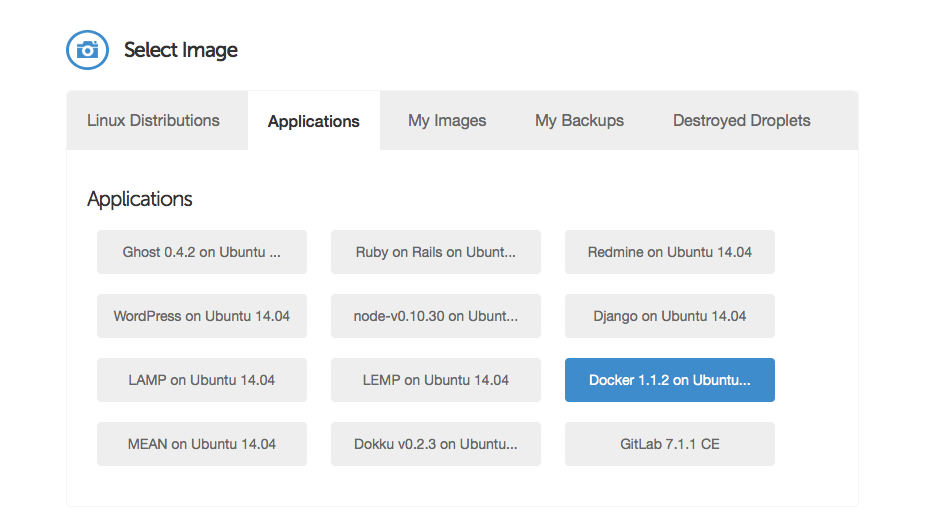 Select Image
Linux Distributions Applications My Images My Backups Destroyed Droplets
Applications
Ghost 0.4.2 on Ubuntu ... Ruby on Rails on Ubunt... Redmine on Ubuntu 14.04
WordPress on Ubuntu 14.04 node-v0.10.30 on Ubunt... Django on Ubuntu 14.04
LAMP on Ubuntu 14.04 LEMP on Ubuntu 14.04 Docker 1.1.2 on Ubuntu...
MEAN on Ubuntu 14.04 Dokku v0.2.3 on Ubuntu... GitLab 7.1.1 CE